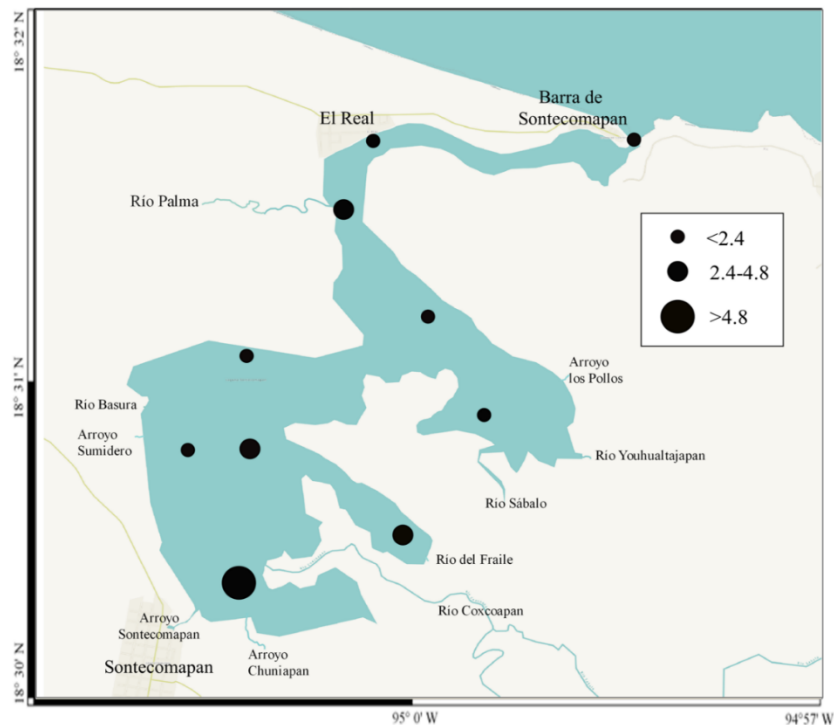 18° 32´ N
Barra de
Sontecomapan
El Real
Río Palma
<2.4
2.4-4.8
>4.8
Arroyo
los Pollos
18° 31´ N
Río Basura
Arroyo
Sumidero
Río Youhualtajapan
Río Sábalo
Río del Fraile
Río Coxcoapan
Arroyo
Sontecomapan
Sontecomapan
Arroyo
Chuniapan
18° 30´ N
95° 0´ W
94°57´ W